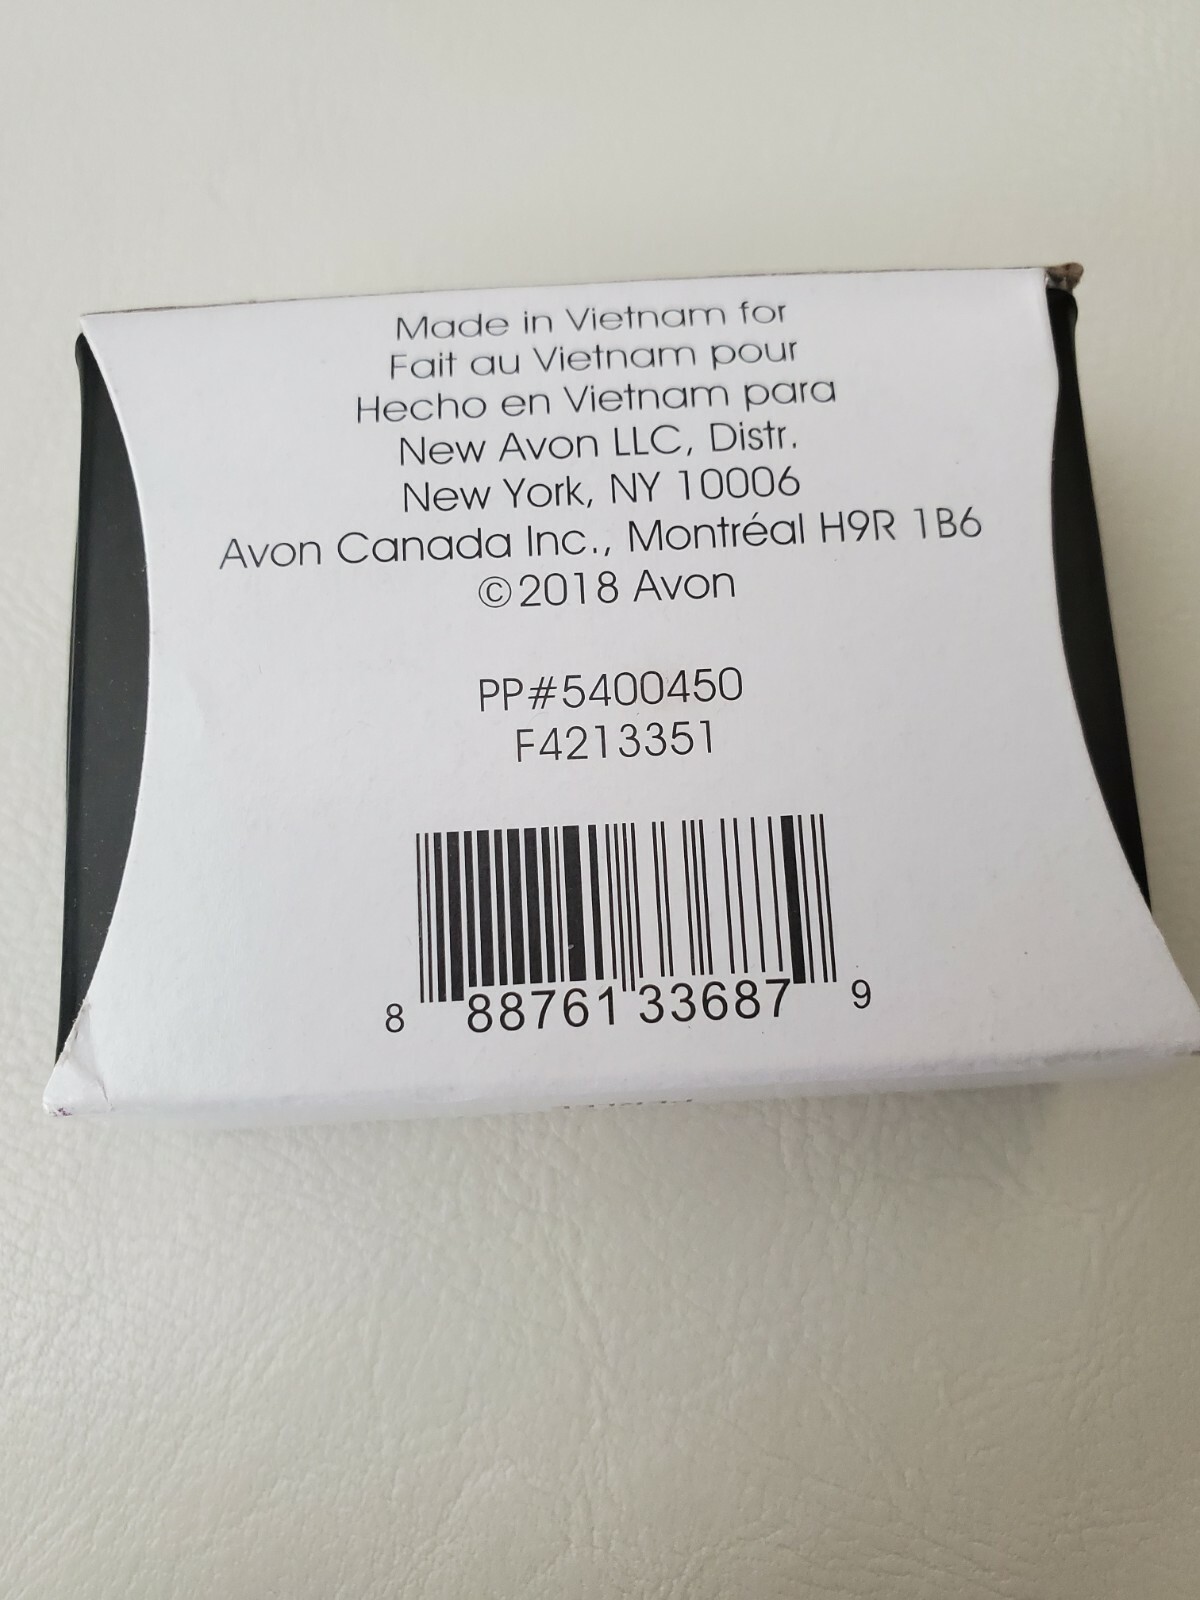 Made in Vietnam for
Fait au Vietnam pour
Hecho en Vietnam para
New Avon LLC, Distr.
New York, NY 10006
Avon Canada Inc., Montréal H9R 1B6
©2018 Avon
PP#5400450
F4213351
8 88761 33687 9